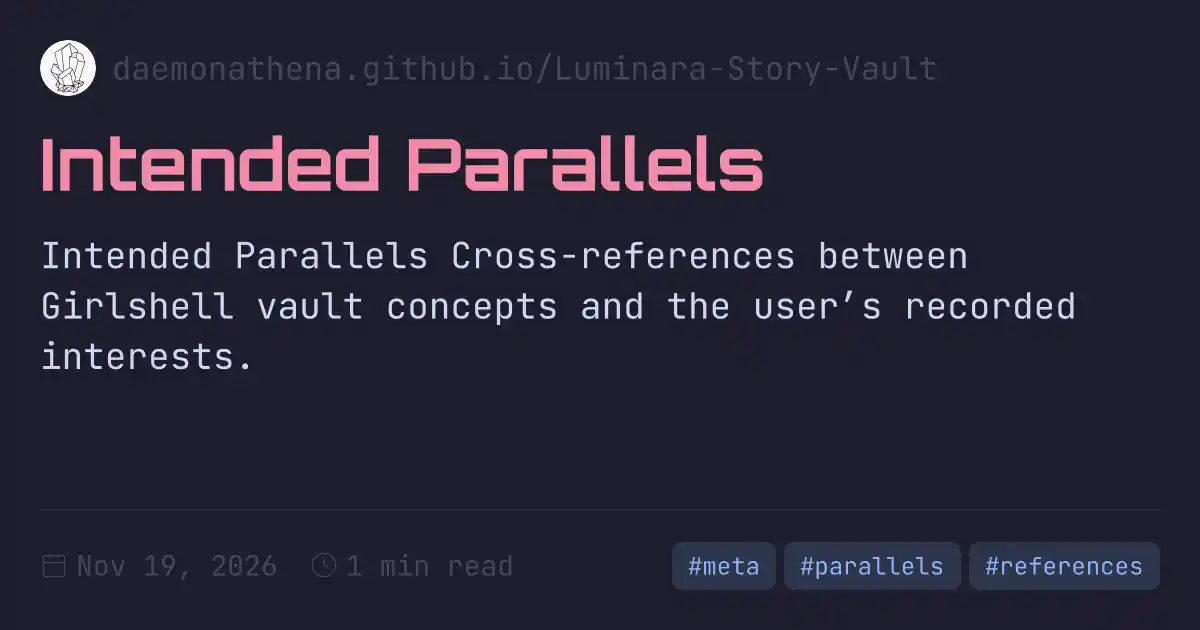 daemonathena.github.io/Luminara-Story-Vault
Intended Parallels
Intended Parallels Cross-references between
Girlshell vault concepts and the user’s recorded
interests.
Nov 19, 2026 1 min read #meta #parallels #references